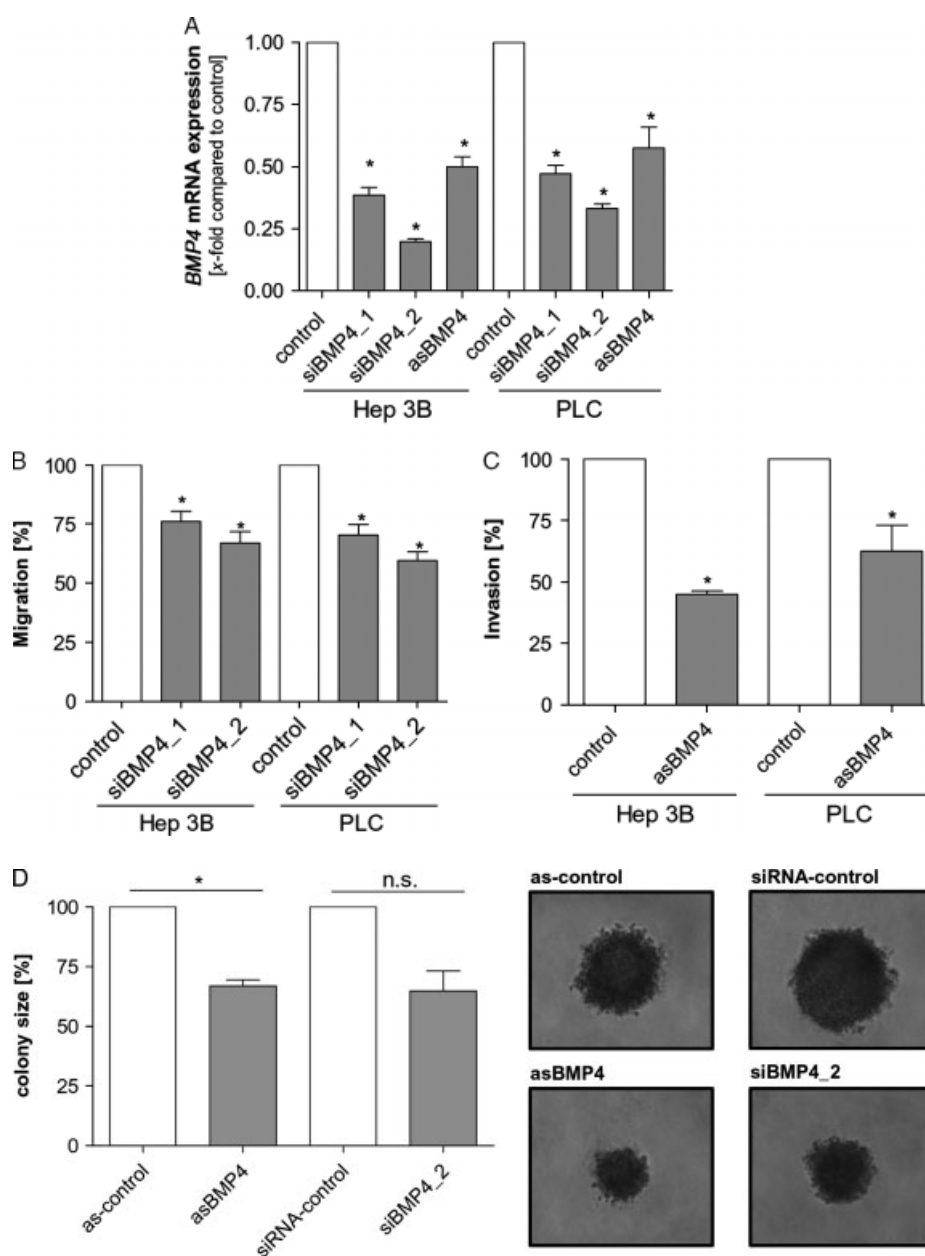 A
BMP4 mRNA expression
[x-fold compared to control]
1.00
0.75
0.50
0.25
0.00
* * * * * *
control siBMP4_1 siBMP4_2 asBMP4 control siBMP4_1 siBMP4_2 asBMP4
Hep 3B PLC
B
Migration [%]
100
75
50
25
0
* * * *
control siBMP4_1 siBMP4_2 control siBMP4_1 siBMP4_2
Hep 3B PLC
C
Invasion [%]
100
75
50
25
0
* *
control asBMP4 control asBMP4
Hep 3B PLC
D
colony size [%]
* n.s.
100
75
50
25
0
as-control asBMP4 siRNA-control siBMP4_2
as-control siRNA-control
asBMP4 siBMP4_2